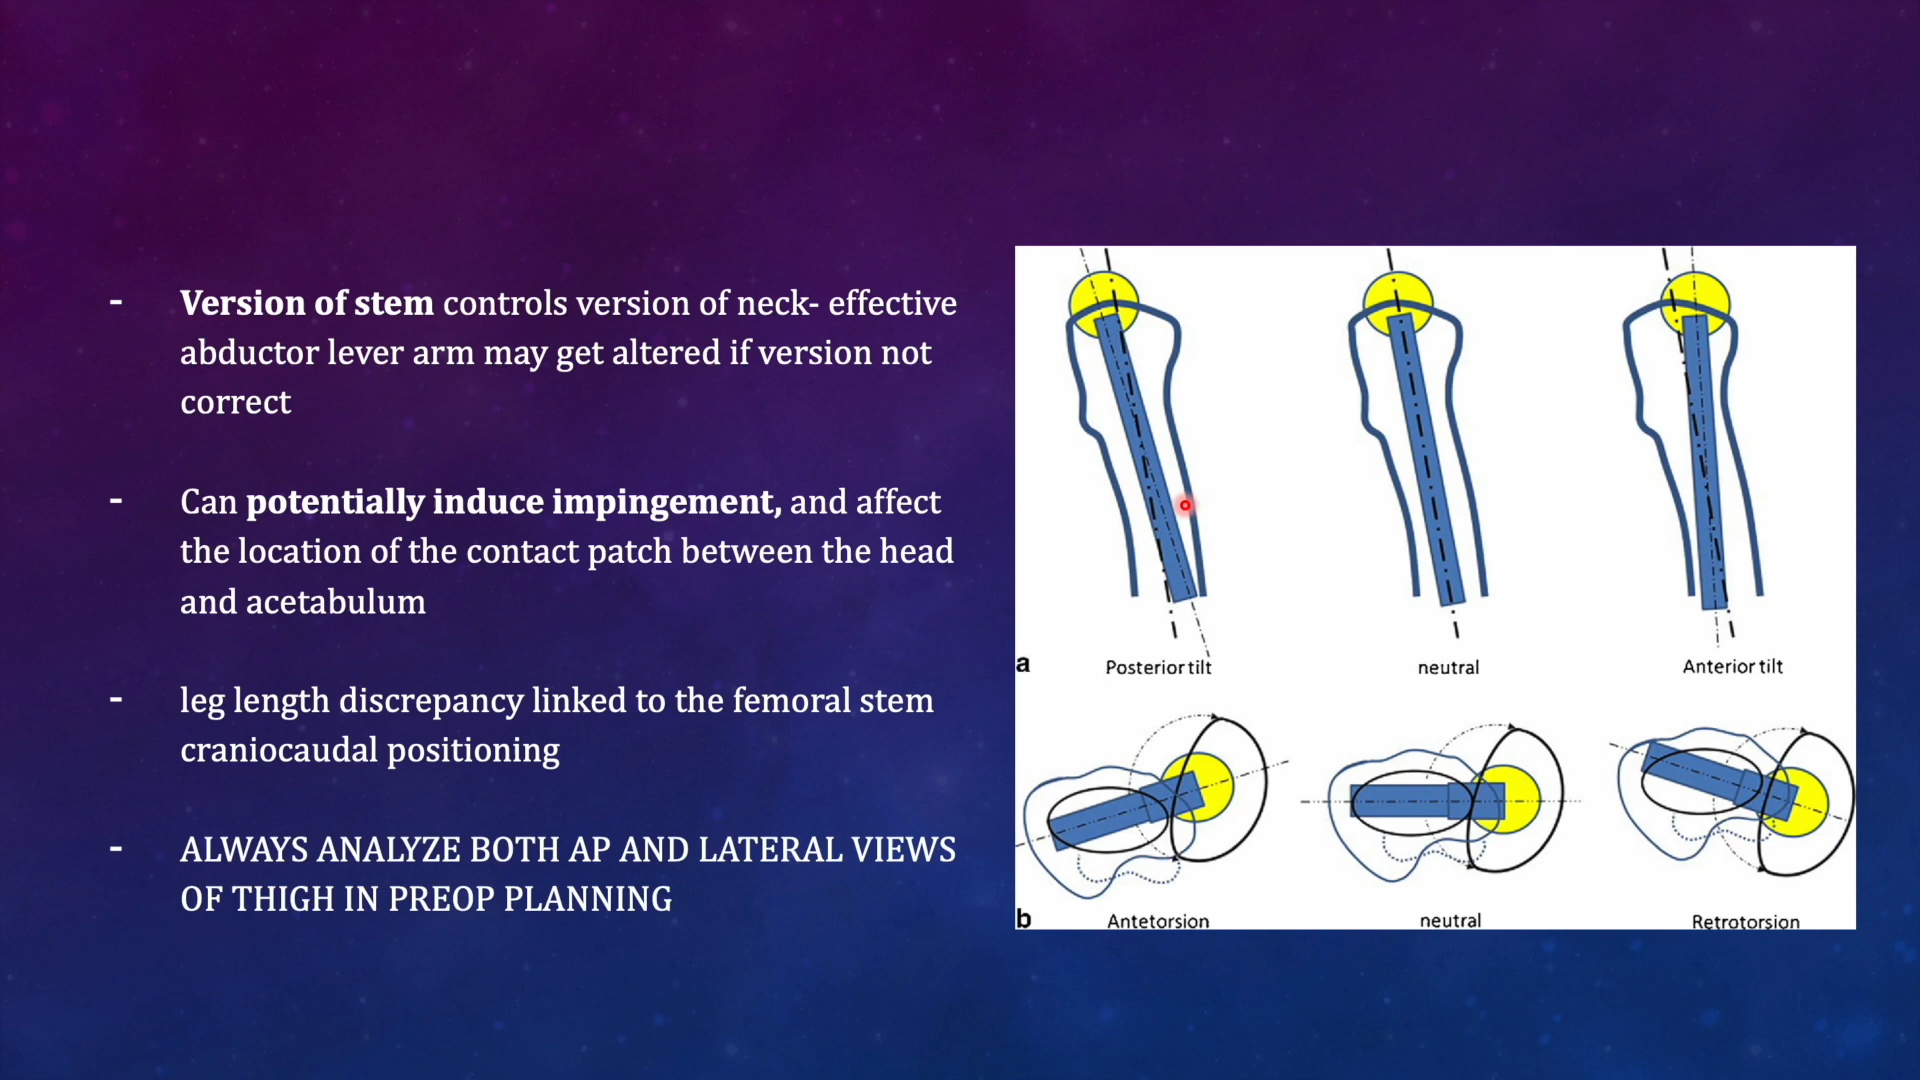 - Version of stem controls version of neck- effective
abductor lever arm may get altered if version not
correct
- Can potentially induce impingement, and affect
the location of the contact patch between the head
and acetabulum
- leg length discrepancy linked to the femoral stem
craniocaudal positioning
- ALWAYS ANALYZE BOTH AP AND LATERAL VIEWS
OF THIGH IN PREOP PLANNING
a
Posterior tilt
neutral
Anterior tilt
b
Antetorsion
neutral
Retrotorsion